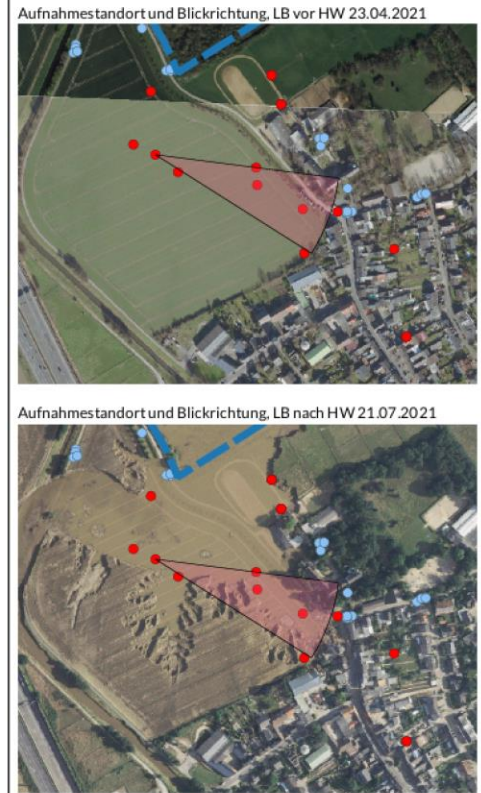 Aufnahmestandort und Blickrichtung, LB vor HW 23.04.2021
Aufnahmestandort und Blickrichtung, LB nach HW 21.07.2021